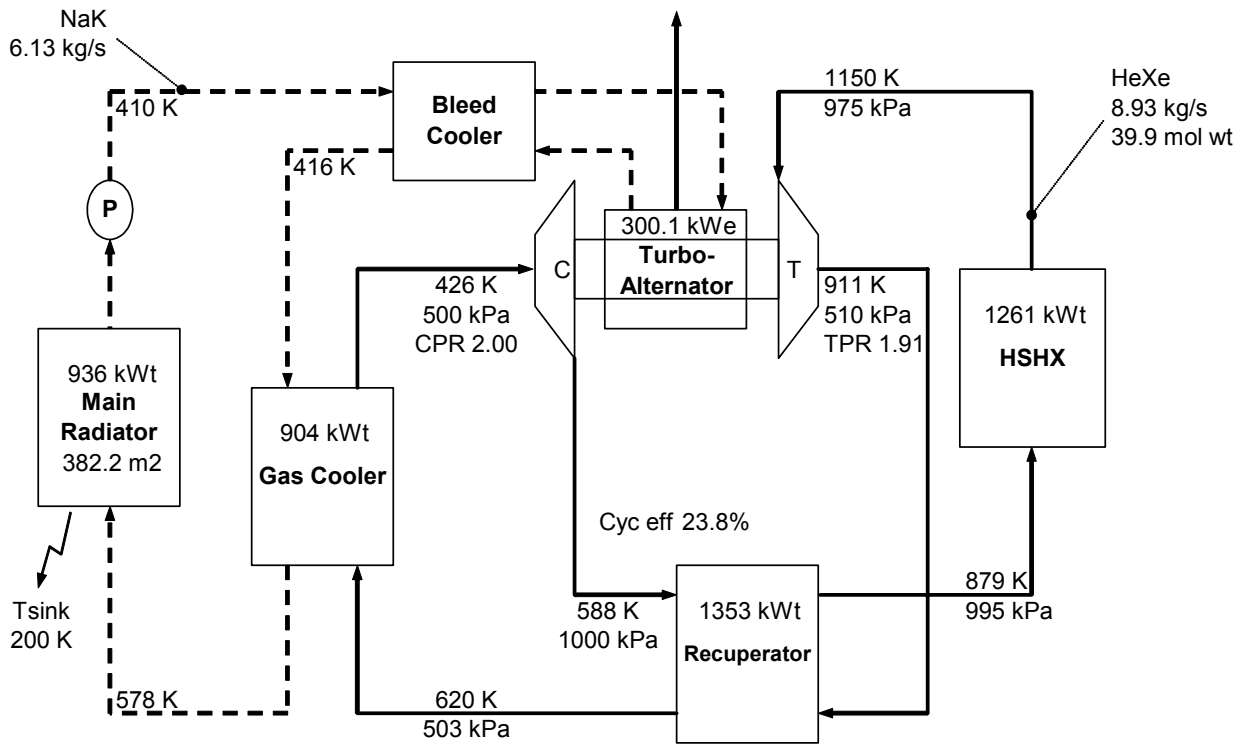 NaK
6.13 kg/s
410 K
Bleed
Cooler
416 K
P
300.1 kWe
Turbo-
Alternator
C
T
1150 K
975 kPa
HeXe
8.93 kg/s
39.9 mol wt
426 K
500 kPa
CPR 2.00
911 K
510 kPa
TPR 1.91
1261 kWt
HSHX
936 kWt
Main
Radiator
382.2 m2
904 kWt
Gas Cooler
Cyc eff 23.8%
Tsink
200 K
588 K
1000 kPa
1353 kWt
Recuperator
879 K
995 kPa
578 K
620 K
503 kPa